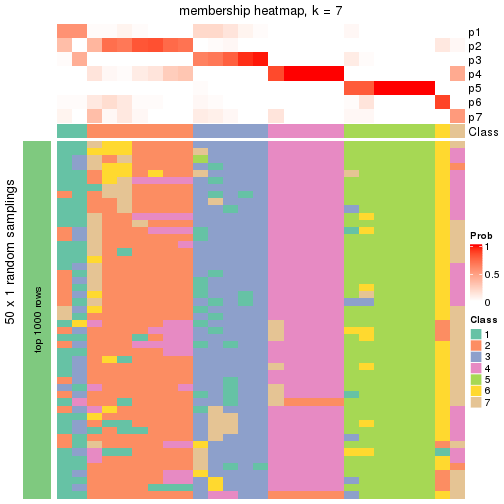 membership heatmap, k = 7
p1
p2
p3
p4
p5
p6
p7
Class
50 x 1 random samplings
top 1000 rows
Prob
1
0.5
0
Class
1
2
3
4
5
6
7